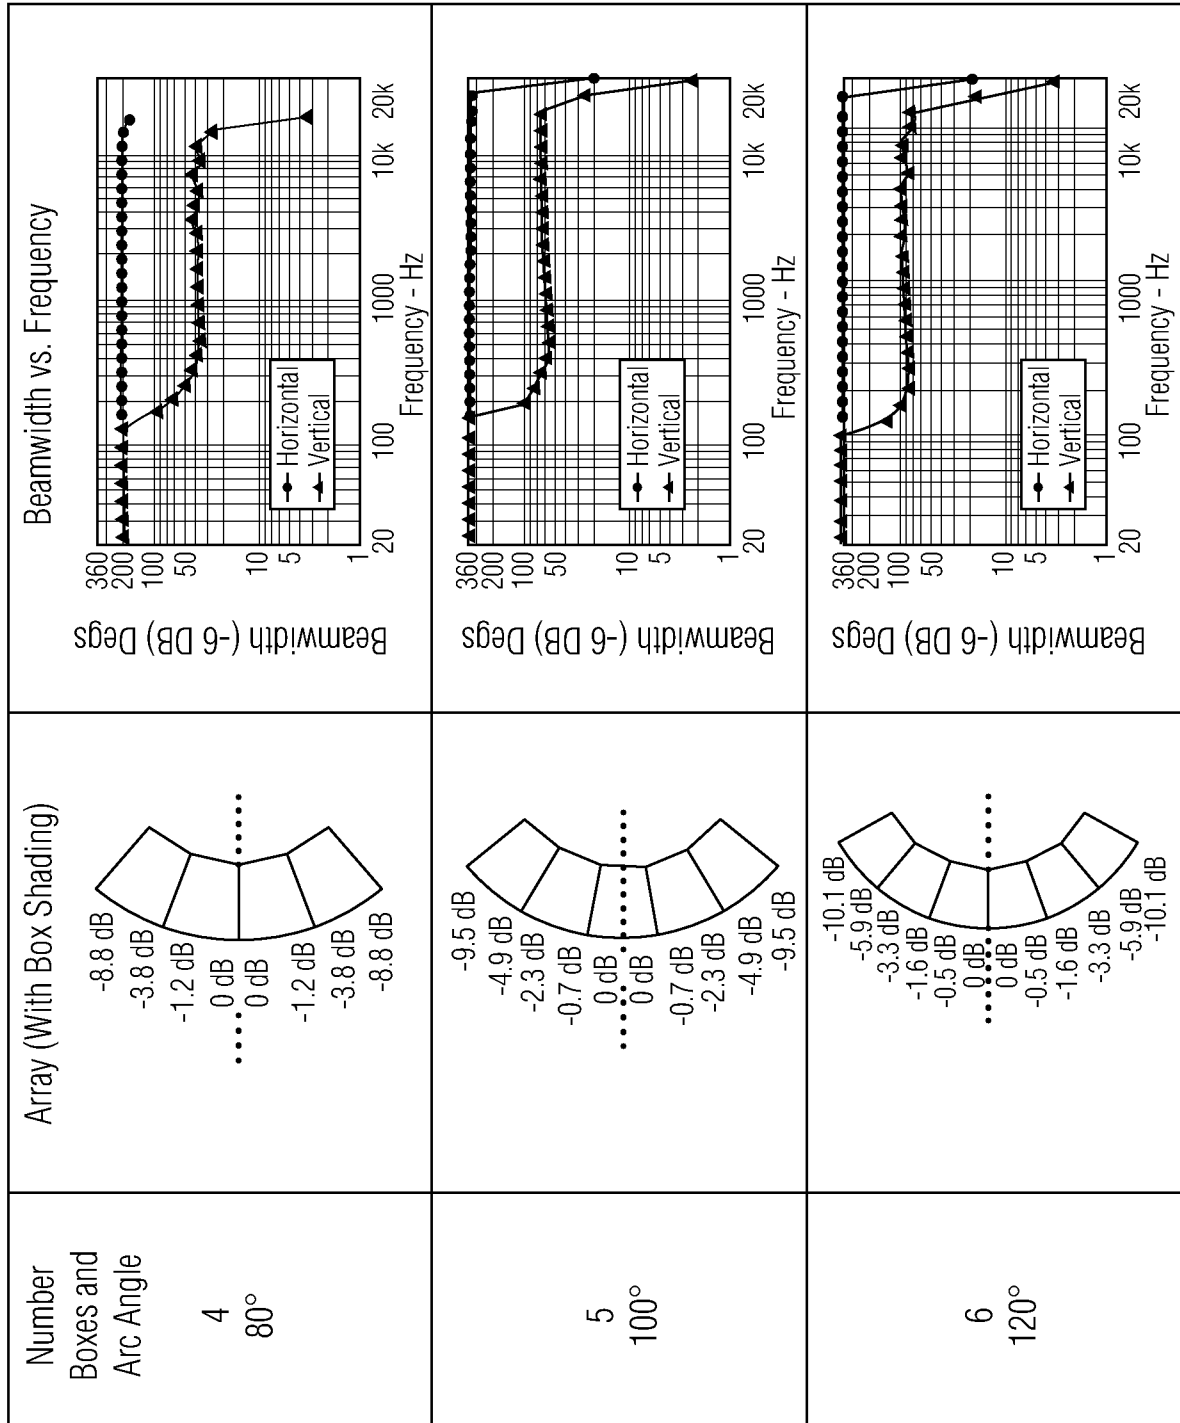 Number
Boxes and
Arc Angle
Array (With Box Shading)
Beamwidth vs. Frequency
4
80°
-8.8 dB
-3.8 dB
-1.2 dB
0 dB
0 dB
-1.2 dB
-3.8 dB
-8.8 dB
Beamwidth (-6 DB) Degs
360
200
100
50
10
5
1
Horizontal
Vertical
20
100
1000
10k
20k
Frequency - Hz
5
100°
-9.5 dB
-4.9 dB
-2.3 dB
-0.7 dB
0 dB
0 dB
-0.7 dB
-2.3 dB
-4.9 dB
-9.5 dB
Beamwidth (-6 DB) Degs
360
200
100
50
10
5
1
Horizontal
Vertical
20
100
1000
10k
20k
Frequency - Hz
6
120°
-10.1 dB
-5.9 dB
-3.3 dB
-1.6 dB
-0.5 dB
0 dB
0 dB
-0.5 dB
-1.6 dB
-3.3 dB
-5.9 dB
-10.1 dB
Beamwidth (-6 DB) Degs
360
200
100
50
10
5
1
Horizontal
Vertical
20
100
1000
10k
20k
Frequency - Hz